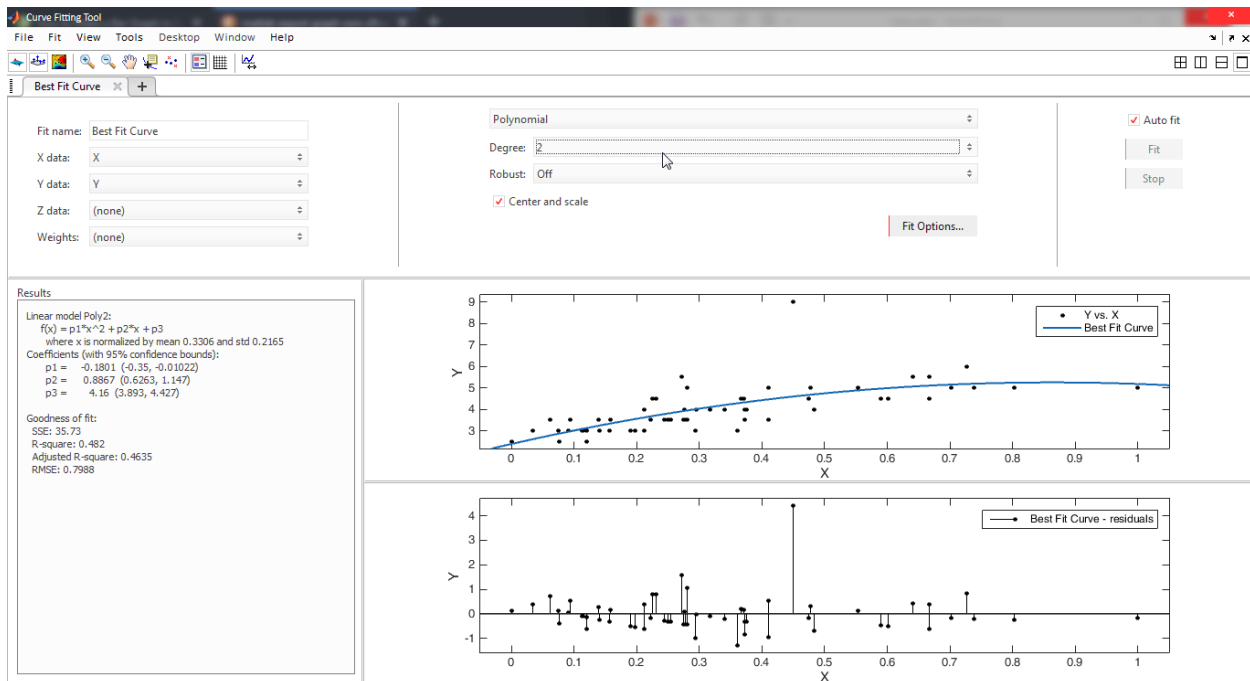 Curve Fitting Tool
File Fit View Tools Desktop Window Help
Best Fit Curve
Fit name: Best Fit Curve
X data: X
Y data: Y
Z data: (none)
Weights: (none)
Polynomial
Degree: 2
Robust: Off
Center and scale
Fit Options...
Auto fit
Fit
Stop
Results
Linear model Poly2:
f(x) = p1*x^2 + p2*x + p3
where x is normalized by mean 0.3306 and std 0.2165
Coefficients (with 95% confidence bounds):
p1 = -0.1801 (-0.35, -0.01022)
p2 = 0.8867 (0.6263, 1.147)
p3 = 4.16 (3.893, 4.427)
Goodness of fit:
SSE: 35.73
R-square: 0.482
Adjusted R-square: 0.4635
RMSE: 0.7988
9
8
7
6
5
4
3
Y
Y vs. X
Best Fit Curve
0 0.1 0.2 0.3 0.4 0.5 0.6 0.7 0.8 0.9 1
X
4
3
2
1
0
-1
Y
Best Fit Curve - residuals
0 0.1 0.2 0.3 0.4 0.5 0.6 0.7 0.8 0.9 1
X